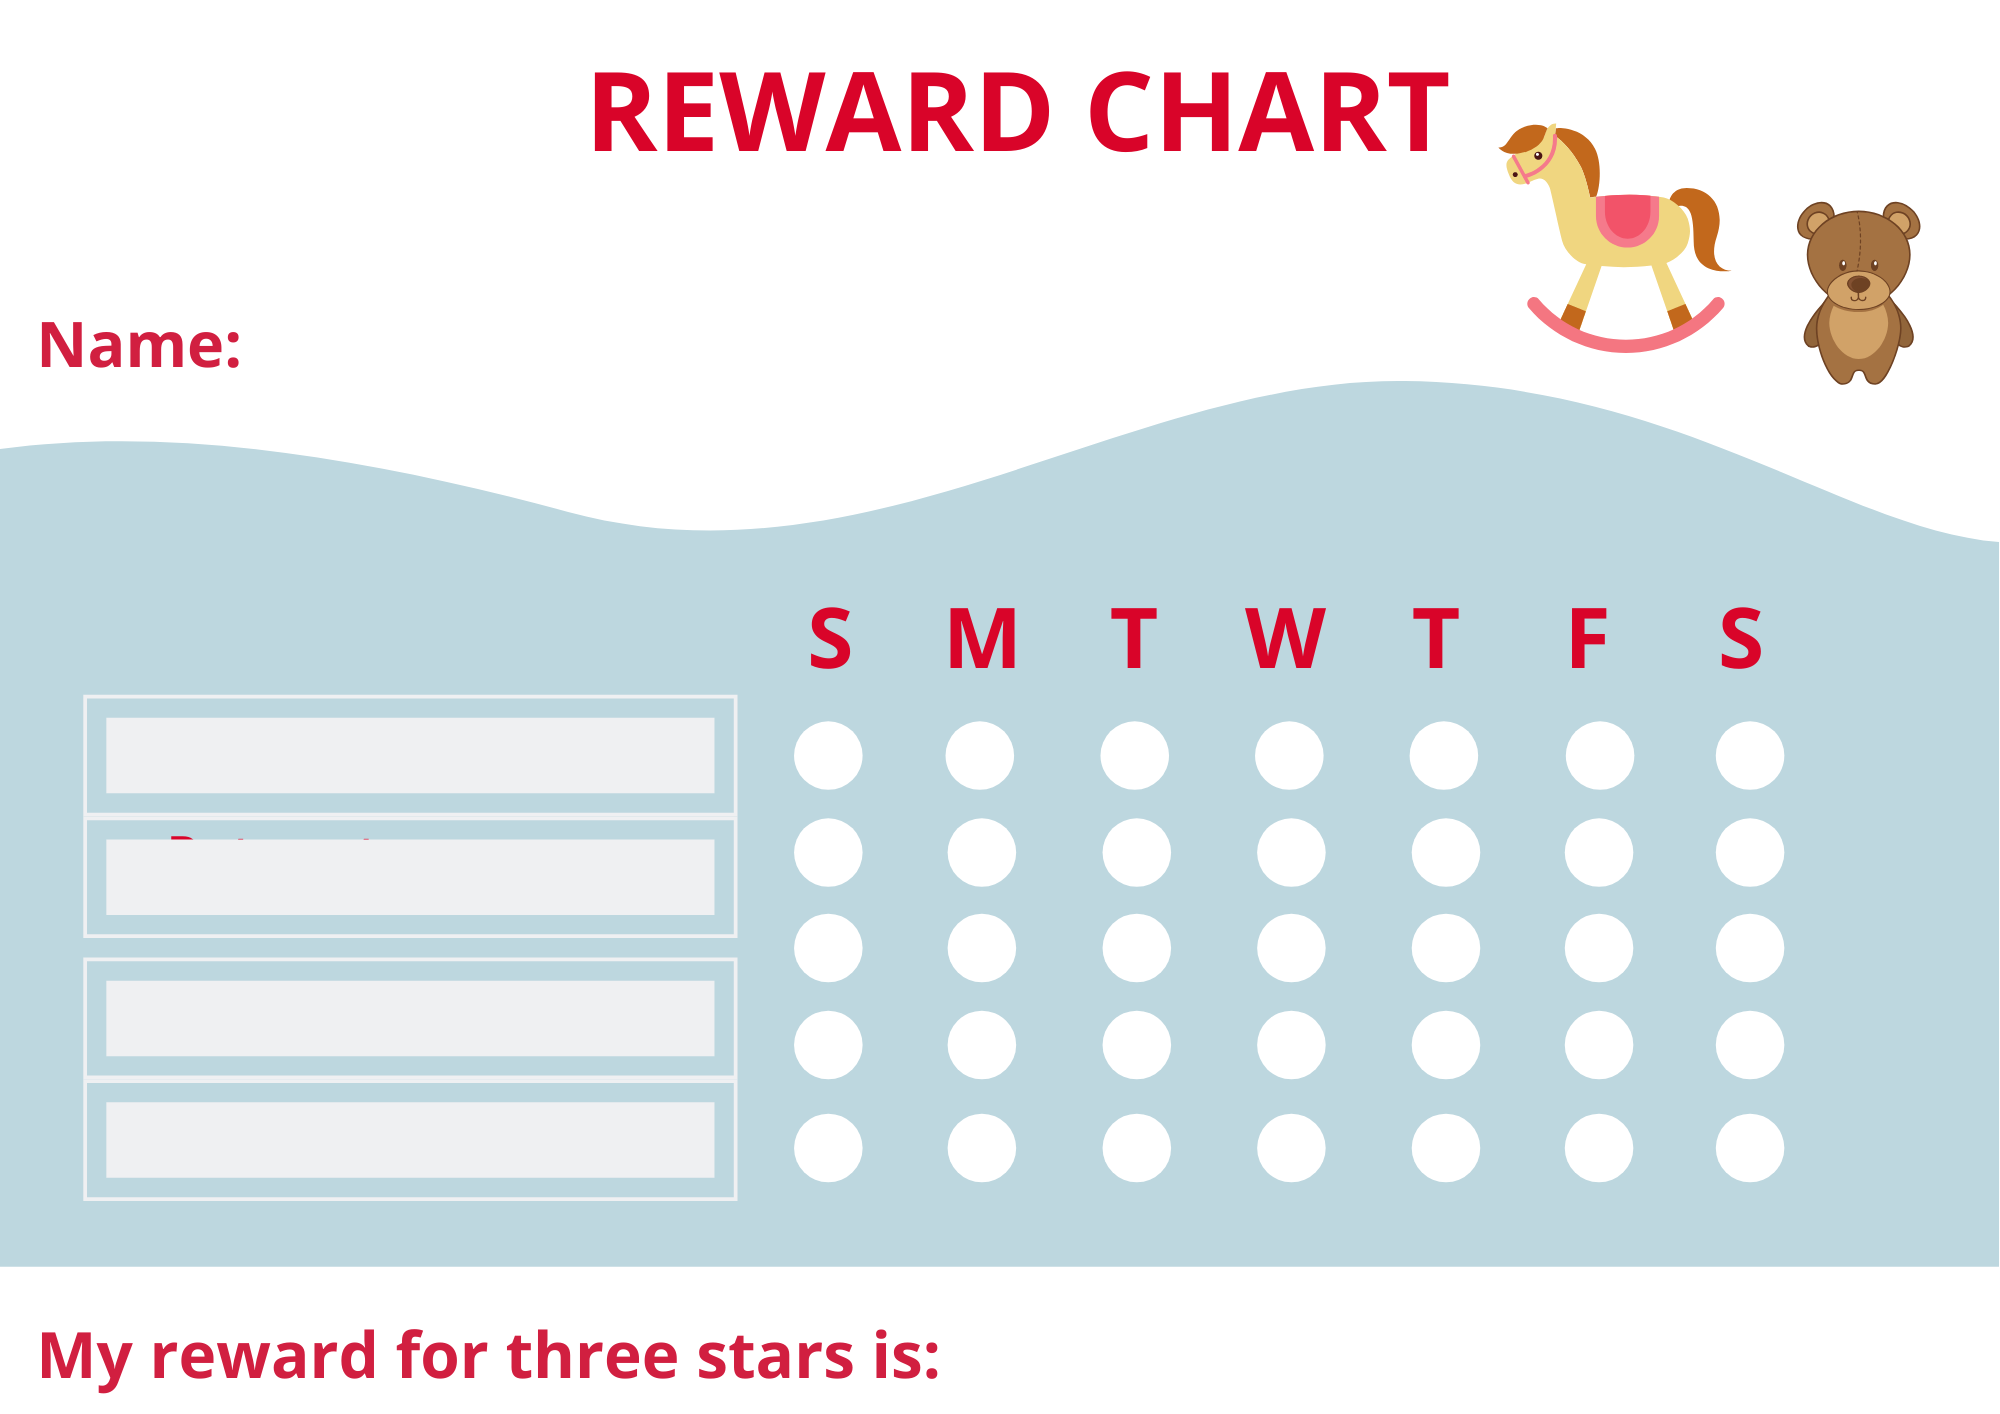 REWARD CHART
Name:
S M T W T F S
My reward for three stars is: